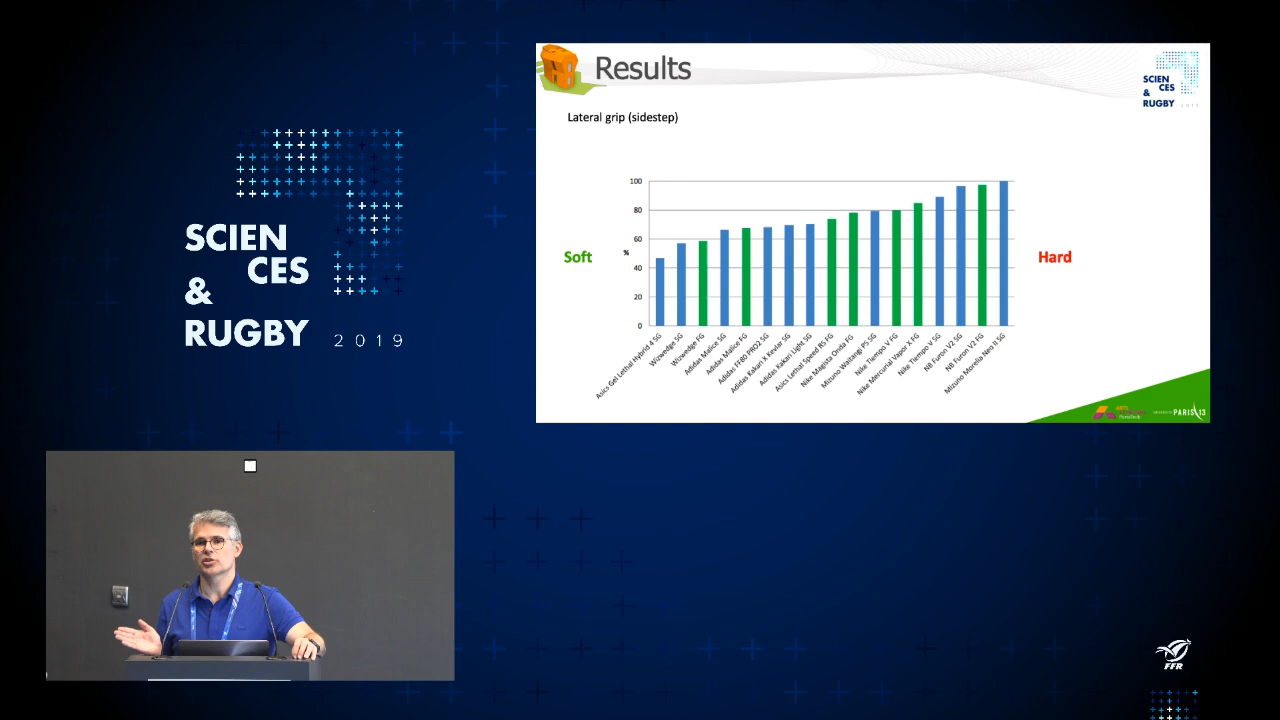 SCIEN
CES
&
RUGBY
2019
Results
SCIEN
CES
&
RUGBY 2019
Lateral grip (sidestep)
100
80
60
40
20
0
%
Soft
Hard
Asics Gel Lethal Hybrid 4 SG
Wizwedge SG
Wizwedge FG
Adidas Malice SG
Adidas Malice FG
Adidas FF80 PRO2 SG
Adidas Kakari X Kevlar SG
Adidas Kakari Light SG
Asics Lethal Speed RS FG
Nike Magista Onda FG
Mizuno Waitangi PS SG
Nike Tiempo V FG
Nike Mercurial Vapor X FG
Nike Tiempo V SG
NB Furon V2 SG
NB Furon V2 FG
Mizuno Morelia Neo II SG
PARIS 13
FFR